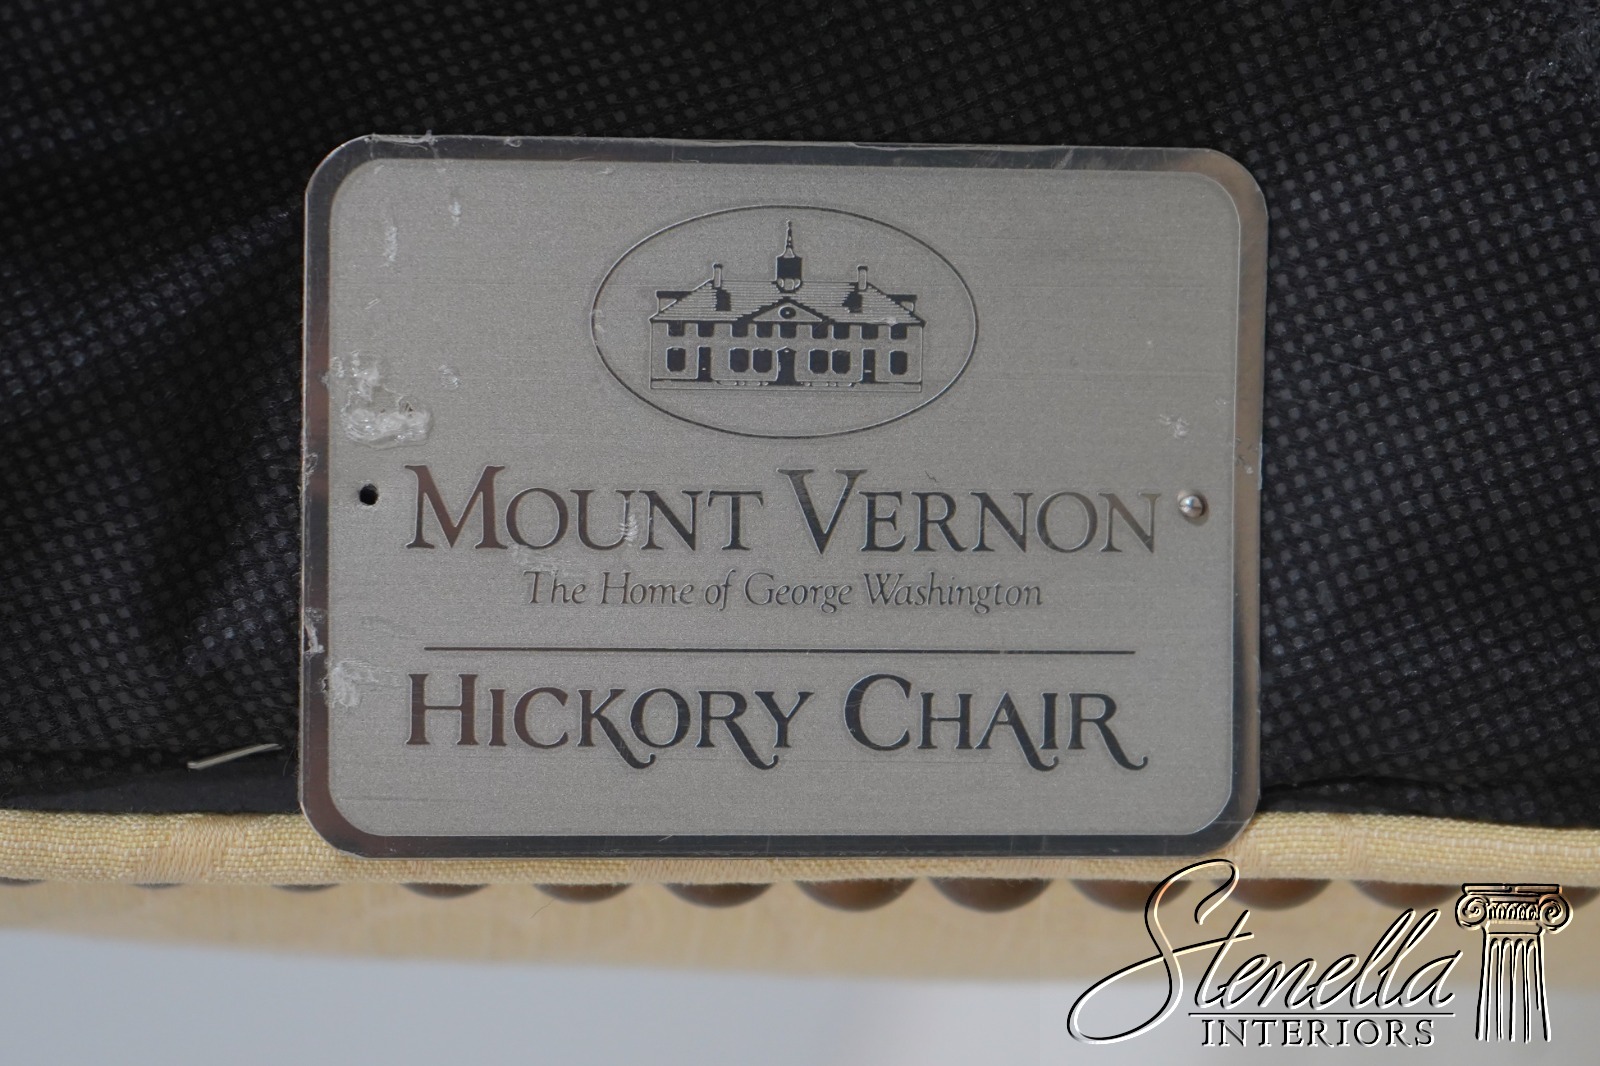 MOUNT VERNON
The Home of George Washington
HICKORY CHAIR
Stenella
INTERIORS